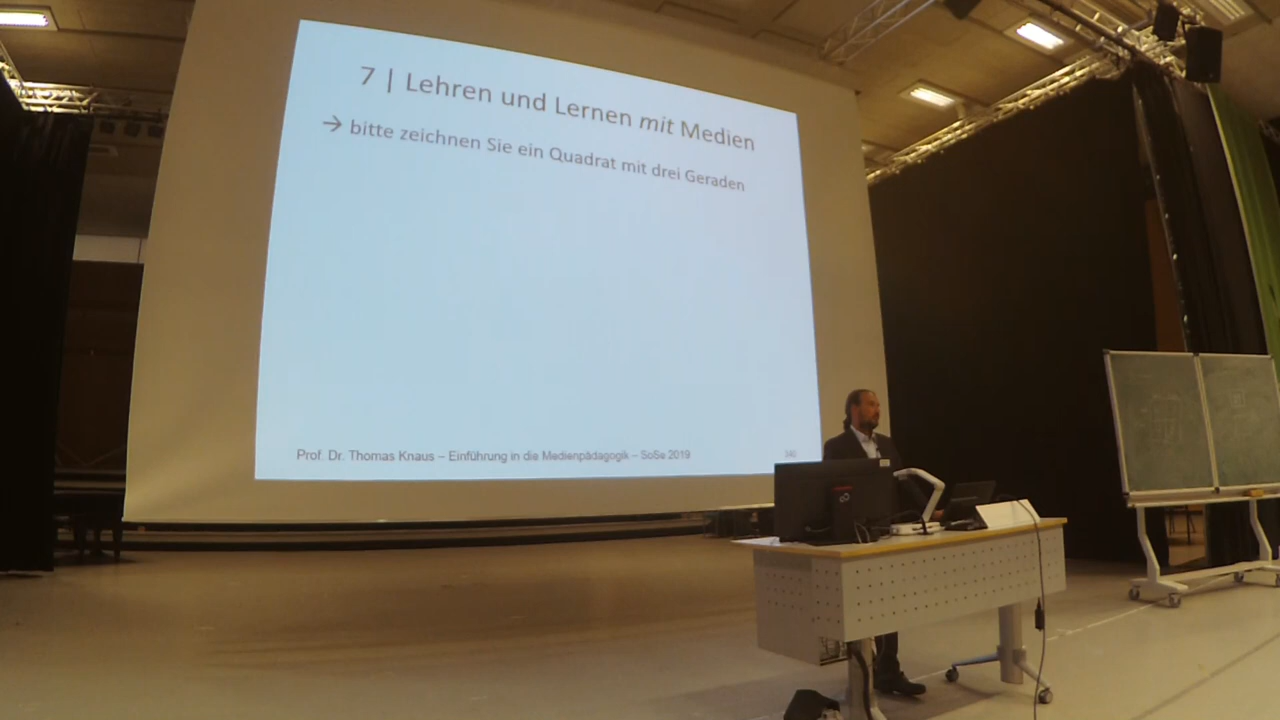 7 | Lehren und Lernen mit Medien
→ bitte zeichnen Sie ein Quadrat mit drei Geraden
Prof. Dr. Thomas Knaus – Einführung in die Medienpädagogik – SoSe 2019